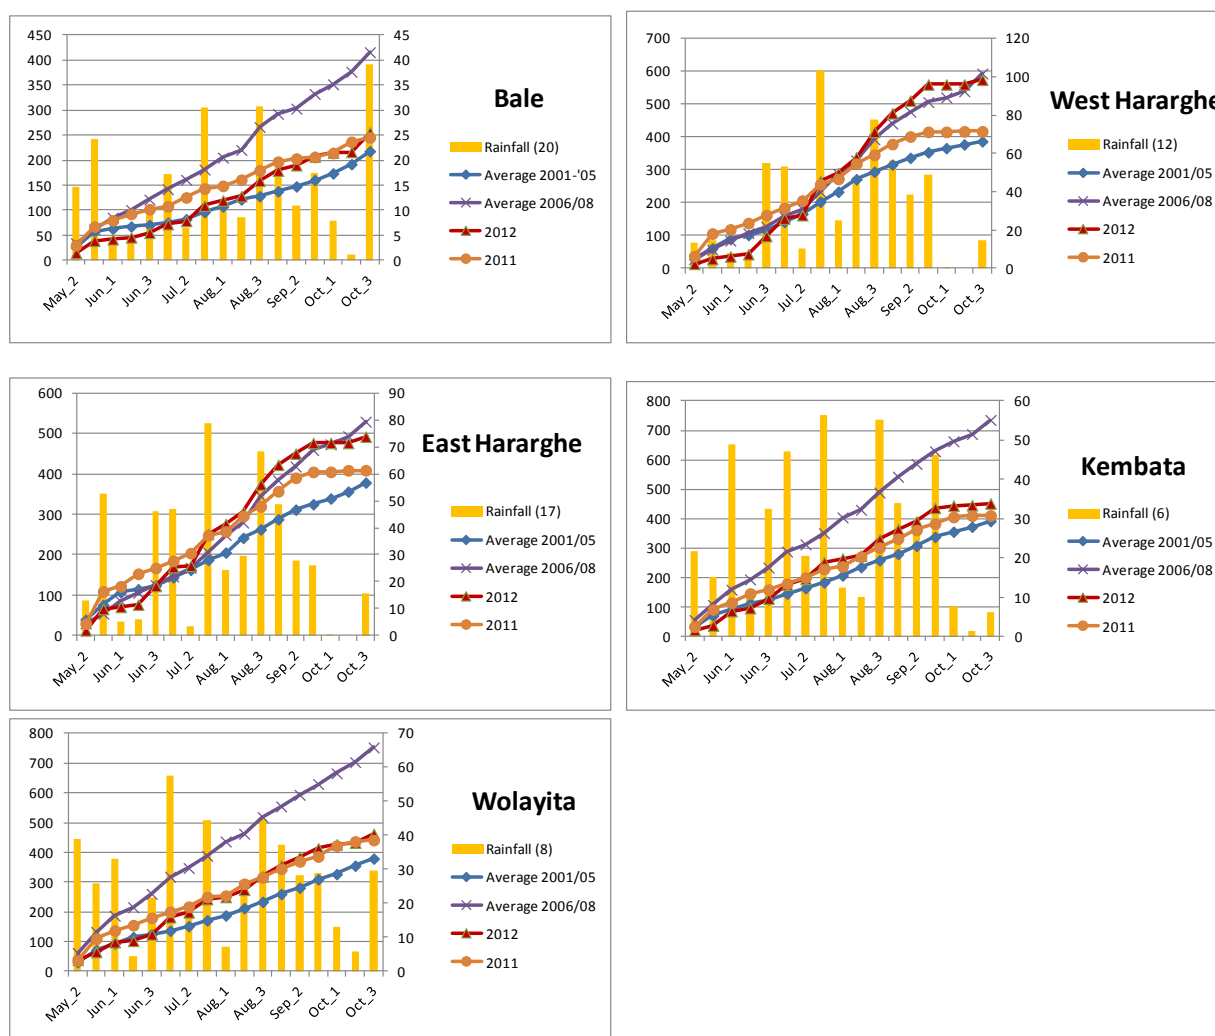 450
400
350
300
250
200
150
100
50
0
45
40
35
30
25
20
15
10
5
0
May_2
Jun_1
Jun_3
Jul_2
Aug_1
Aug_3
Sep_2
Oct_1
Oct_3
Bale
Rainfall (20)
Average 2001-'05
Average 2006/08
2012
2011
700
600
500
400
300
200
100
0
120
100
80
60
40
20
0
May_2
Jun_1
Jun_3
Jul_2
Aug_1
Aug_3
Sep_2
Oct_1
Oct_3
West Hararghe
Rainfall (12)
Average 2001/05
Average 2006/08
2012
2011
600
500
400
300
200
100
0
90
80
70
60
50
40
30
20
10
0
May_2
Jun_1
Jun_3
Jul_2
Aug_1
Aug_3
Sep_2
Oct_1
Oct_3
East Hararghe
Rainfall (17)
Average 2001/05
Average 2006/08
2012
2011
800
700
600
500
400
300
200
100
0
60
50
40
30
20
10
0
May_2
Jun_1
Jun_3
Jul_2
Aug_1
Aug_3
Sep_2
Oct_1
Oct_3
Kembata
Rainfall (6)
Average 2001/05
Average 2006/08
2012
2011
800
700
600
500
400
300
200
100
0
70
60
50
40
30
20
10
0
May_2
Jun_1
Jun_3
Jul_2
Aug_1
Aug_3
Sep_2
Oct_1
Oct_3
Wolayita
Rainfall (8)
Average 2001/05
Average 2006/08
2012
2011